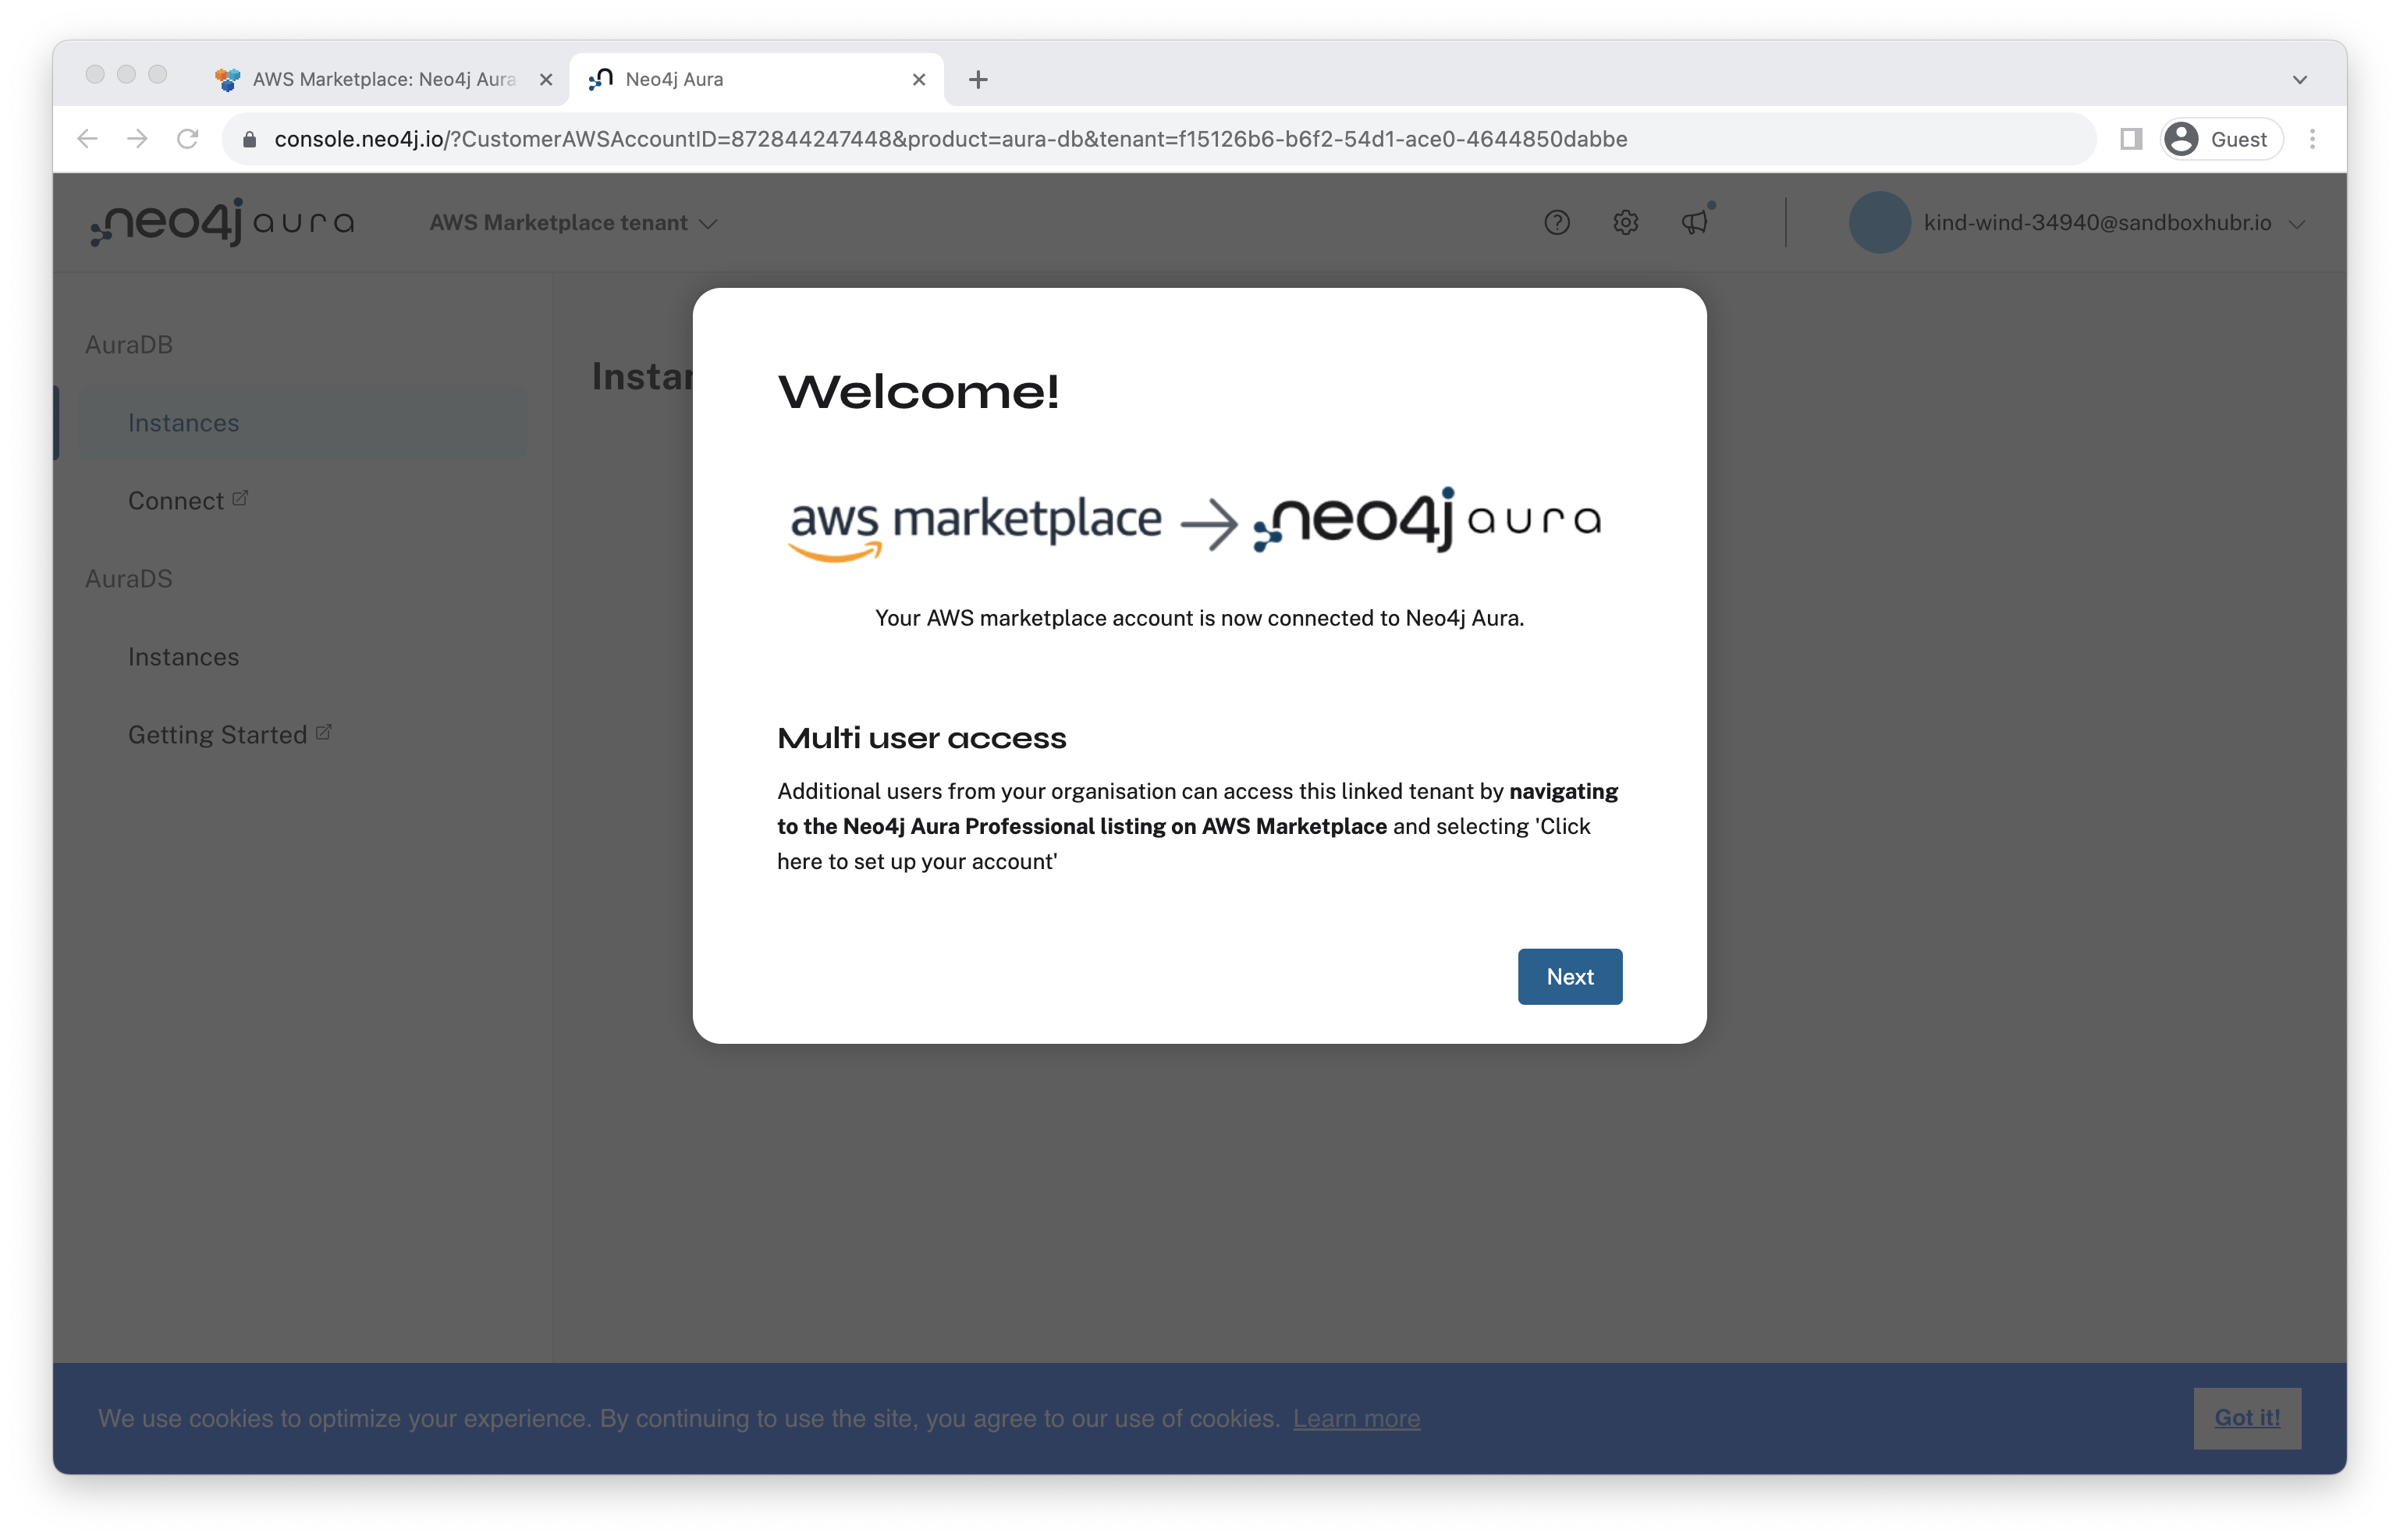 AWS Marketplace: Neo4j Aura
Neo4j Aura
console.neo4j.io/?CustomerAWSAccountID=872844247448&product=aura-db&tenant=f15126b6-b6f2-54d1-ace0-4644850dabbe
Guest
neo4j aura
AWS Marketplace tenant
kind-wind-34940@sandboxhubr.io
AuraDB
Instances
Connect
AuraDS
Instances
Getting Started
Instan
Welcome!
aws marketplace
neo4j aura
Your AWS marketplace account is now connected to Neo4j Aura.
Multi user access
Additional users from your organisation can access this linked tenant by navigating
to the Neo4j Aura Professional listing on AWS Marketplace and selecting 'Click
here to set up your account'
Next
We use cookies to optimize your experience. By continuing to use the site, you agree to our use of cookies. Learn more
Got it!